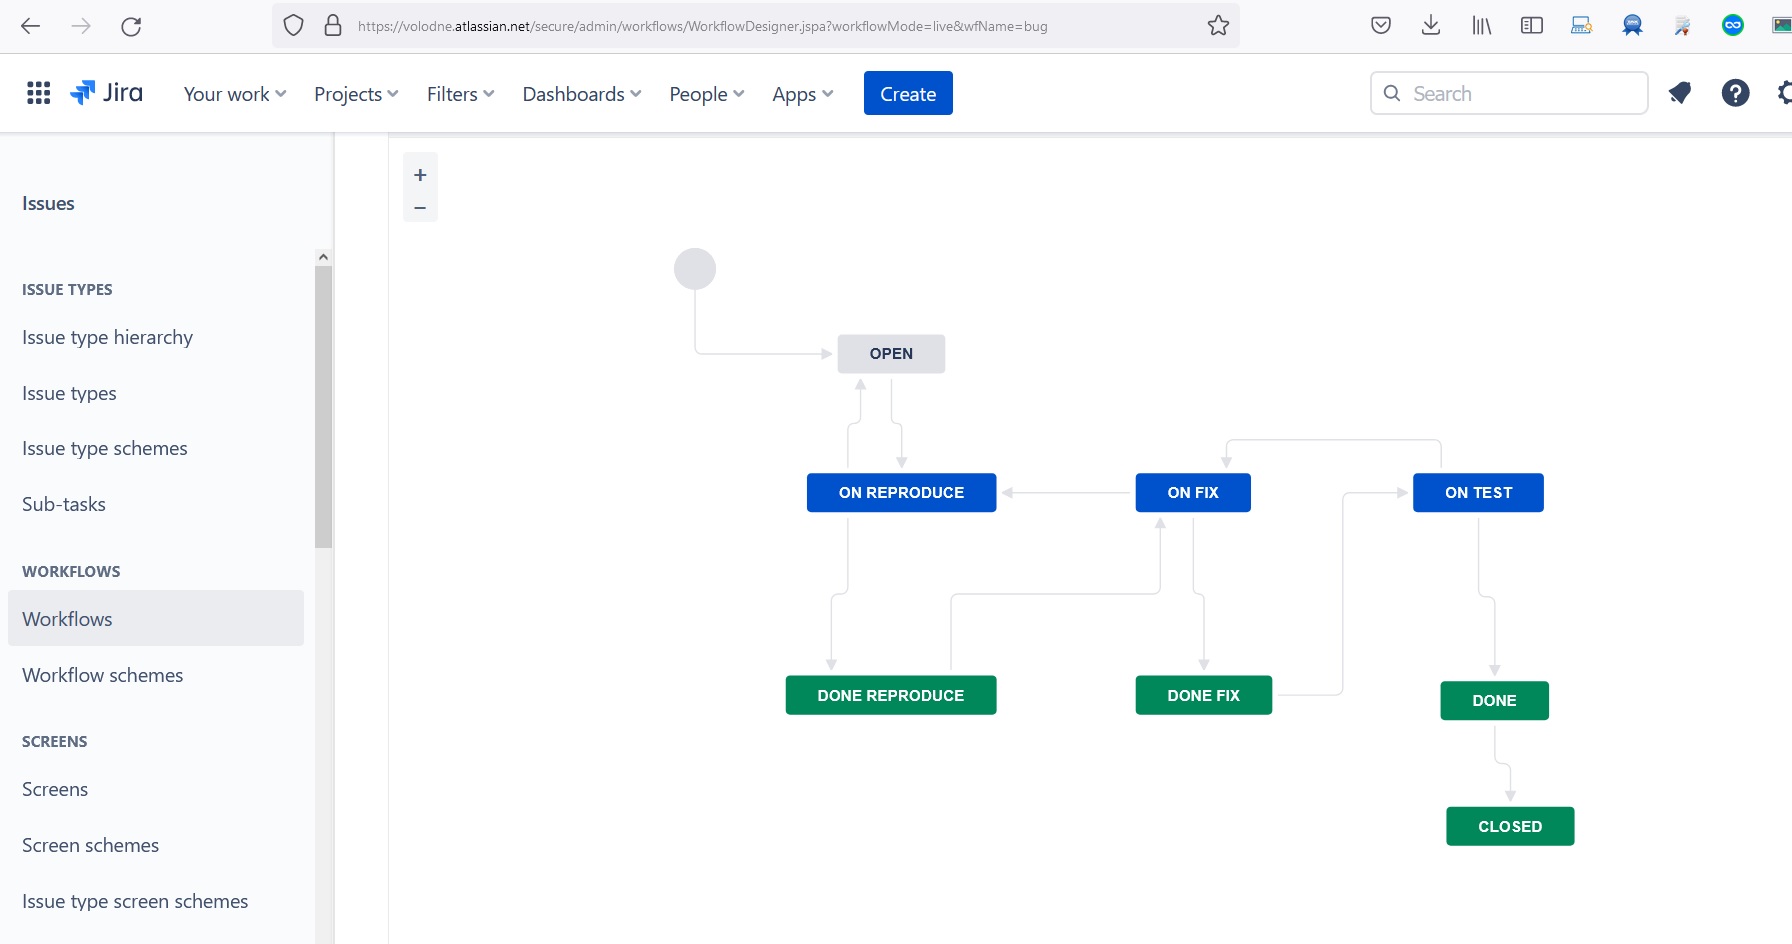 https://volodne.atlassian.net/secure/admin/workflows/WorkflowDesigner.jspa?workflowMode=live&wfName=bug
Jira Your work Projects Filters Dashboards People Apps Create Search
+
−
Issues
ISSUE TYPES
Issue type hierarchy
Issue types
Issue type schemes
Sub-tasks
WORKFLOWS
Workflows
Workflow schemes
SCREENS
Screens
Screen schemes
Issue type screen schemes
OPEN
ON REPRODUCE ON FIX ON TEST
DONE REPRODUCE DONE FIX DONE
CLOSED